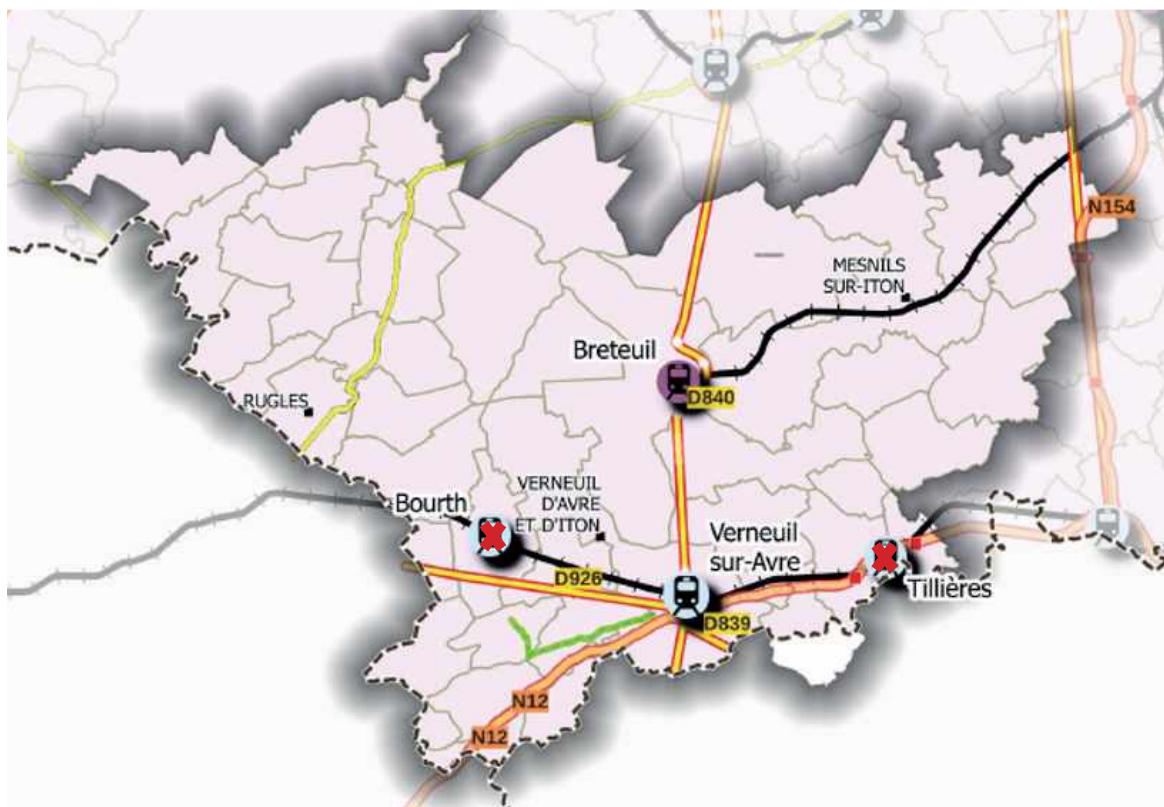 N154
MESNILS
SUR-ITON
Breteuil
D840
RUGLES
VERNEUIL
D'AVRE
ET D'ITON
Bourth
Verneuil
sur-Avre
D926
Tillières
D839
N12
N12